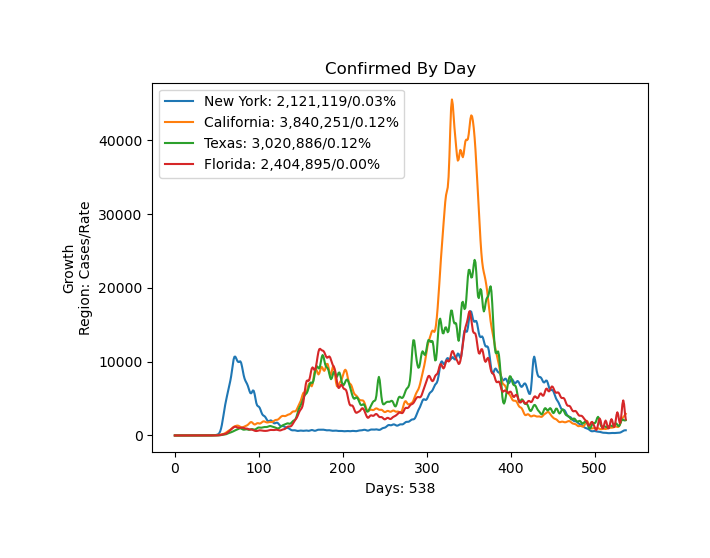 Confirmed By Day
New York: 2,121,119/0.03%
California: 3,840,251/0.12%
Texas: 3,020,886/0.12%
Florida: 2,404,895/0.00%
Growth
Region: Cases/Rate
40000
30000
20000
10000
0
0 100 200 300 400 500
Days: 538